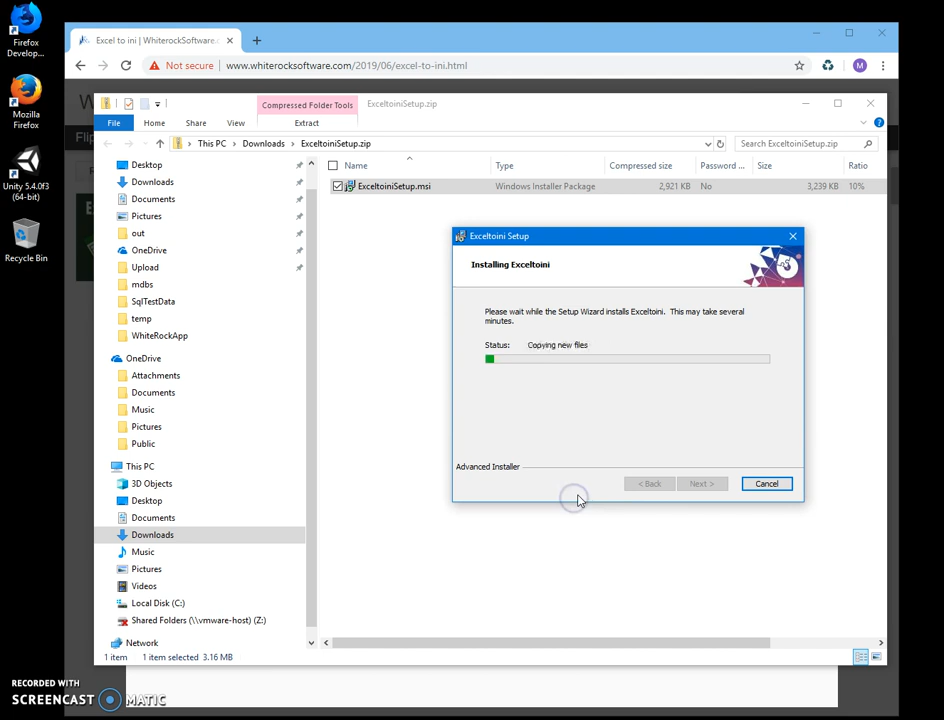 Firefox
Develop...
Mozilla
Firefox
Unity 5.4.0f3
(64-bit)
Recycle Bin
Excel to ini | WhiterockSoftware.c
Not secure
www.whiterocksoftware.com/2019/06/excel-to-ini.html
M
Compressed Folder Tools
ExceltoiniSetup.zip
File
Home
Share
View
Extract
This PC
Downloads
ExceltoiniSetup.zip
Search ExceltoiniSetup.zip
Name
Type
Compressed size
Password ...
Size
Ratio
ExceltoiniSetup.msi
Windows Installer Package
2,921 KB
No
3,239 KB
10%
Desktop
Downloads
Documents
Pictures
out
OneDrive
Upload
mdbs
SqlTestData
temp
WhiteRockApp
OneDrive
Attachments
Documents
Music
Pictures
Public
This PC
3D Objects
Desktop
Documents
Downloads
Music
Pictures
Videos
Local Disk (C:)
Shared Folders (\\vmware-host) (Z:)
Network
1 item
1 item selected 3.16 MB
Exceltoini Setup
Installing Exceltoini
Please wait while the Setup Wizard installs Exceltoini. This may take several
minutes.
Status:
Copying new files
Advanced Installer
< Back
Next >
Cancel
RECORDED WITH
SCREENCAST MATIC